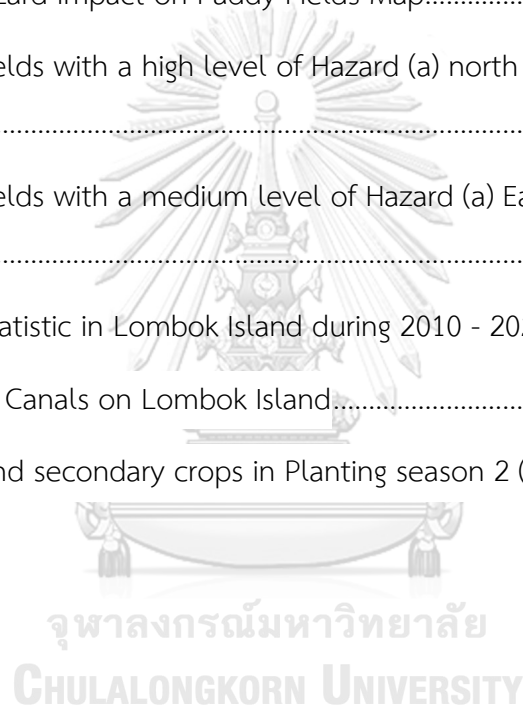 zard Impact on Paddy Fields Map.................
elds with a high level of Hazard (a) north
................................................................
elds with a medium level of Hazard (a) Ea
................................................................
atistic in Lombok Island during 2010 - 20
Canals on Lombok Island..........................
nd secondary crops in Planting season 2 (
จุฬาลงกรณ์มหาวิทยาลัย
CHULALONGKORN UNIVERSITY